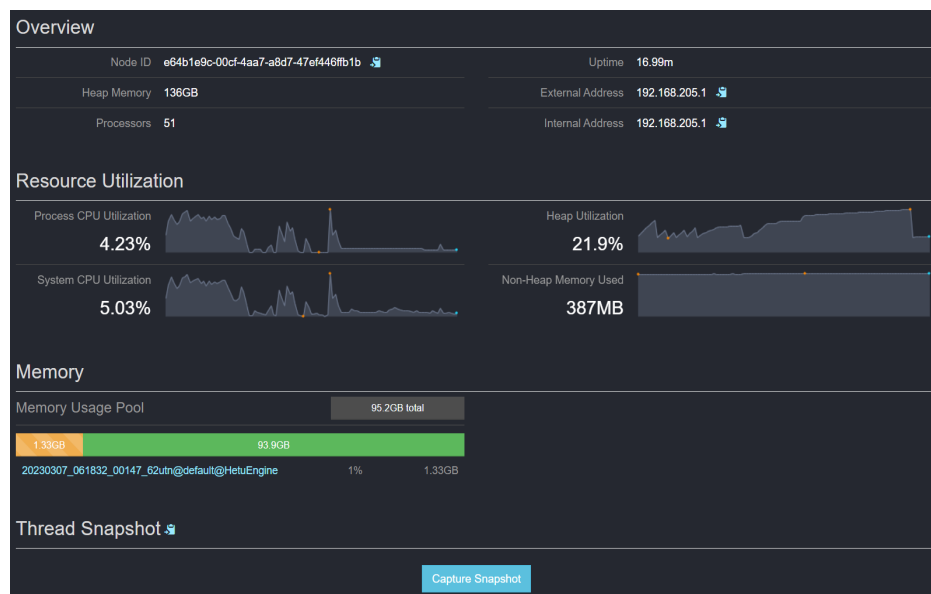 Overview
Node ID e64b1e9c-00cf-4aa7-a8d7-47ef446ffb1b
Uptime 16.99m
Heap Memory 136GB
External Address 192.168.205.1
Processors 51
Internal Address 192.168.205.1
Resource Utilization
Process CPU Utilization
4.23%
Heap Utilization
21.9%
System CPU Utilization
5.03%
Non-Heap Memory Used
387MB
Memory
Memory Usage Pool 95.2GB total
1.33GB 93.9GB
20230307_061832_00147_62utn@default@HetuEngine 1% 1.33GB
Thread Snapshot
Capture Snapshot